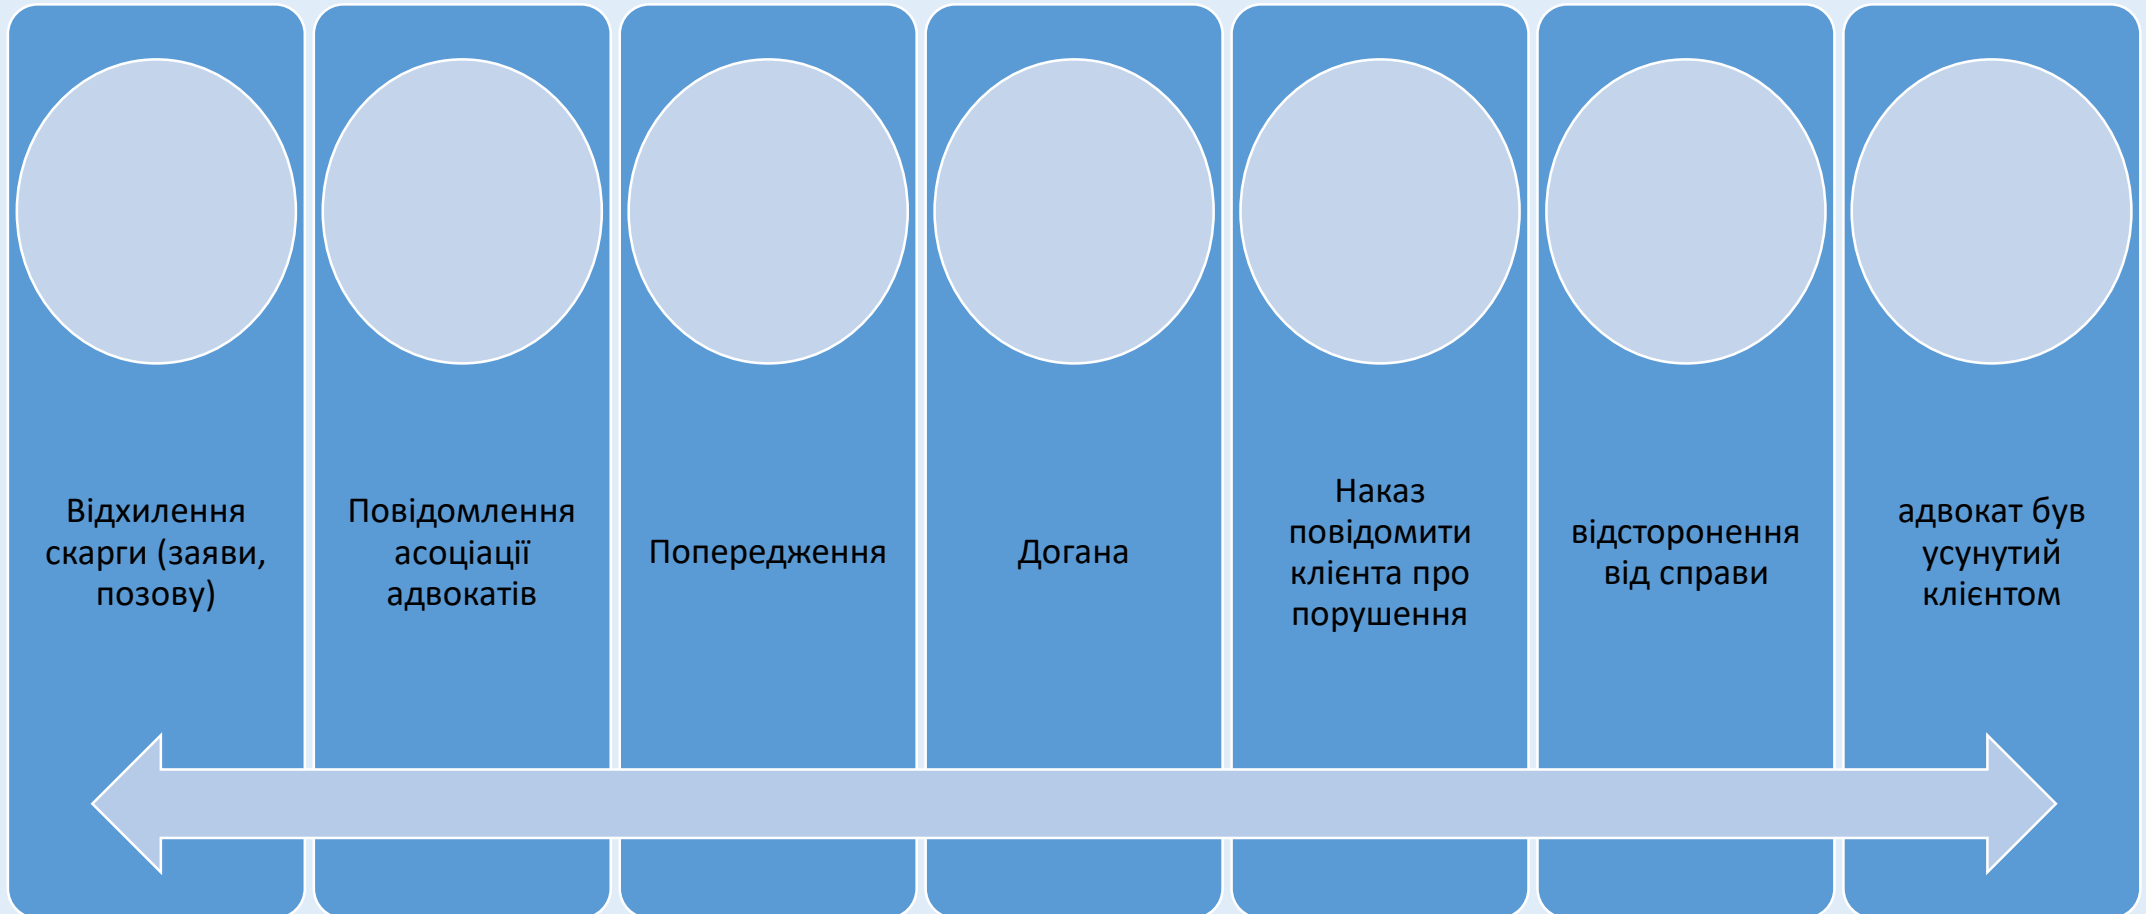 Відхилення
скарги (заяви,
позову)
Повідомлення
асоціації
адвокатів
Попередження
Догана
Наказ
повідомити
клієнта про
порушення
відсторонення
від справи
адвокат був
усунутий
клієнтом